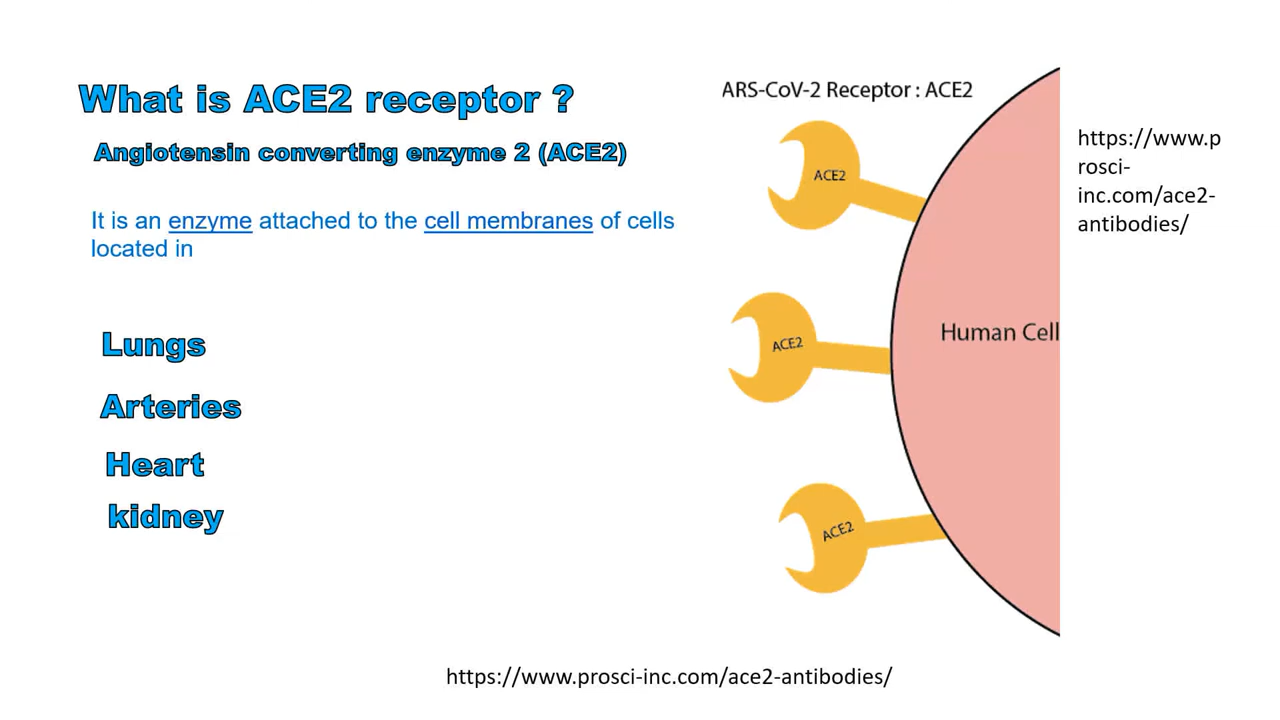 What is ACE2 receptor ?
Angiotensin converting enzyme 2 (ACE2)
It is an enzyme attached to the cell membranes of cells
located in
Lungs
Arteries
Heart
kidney
ARS-CoV-2 Receptor : ACE2
ACE2
ACE2
ACE2
Human Cell
https://www.p
rosci-
inc.com/ace2-
antibodies/
https://www.prosci-inc.com/ace2-antibodies/